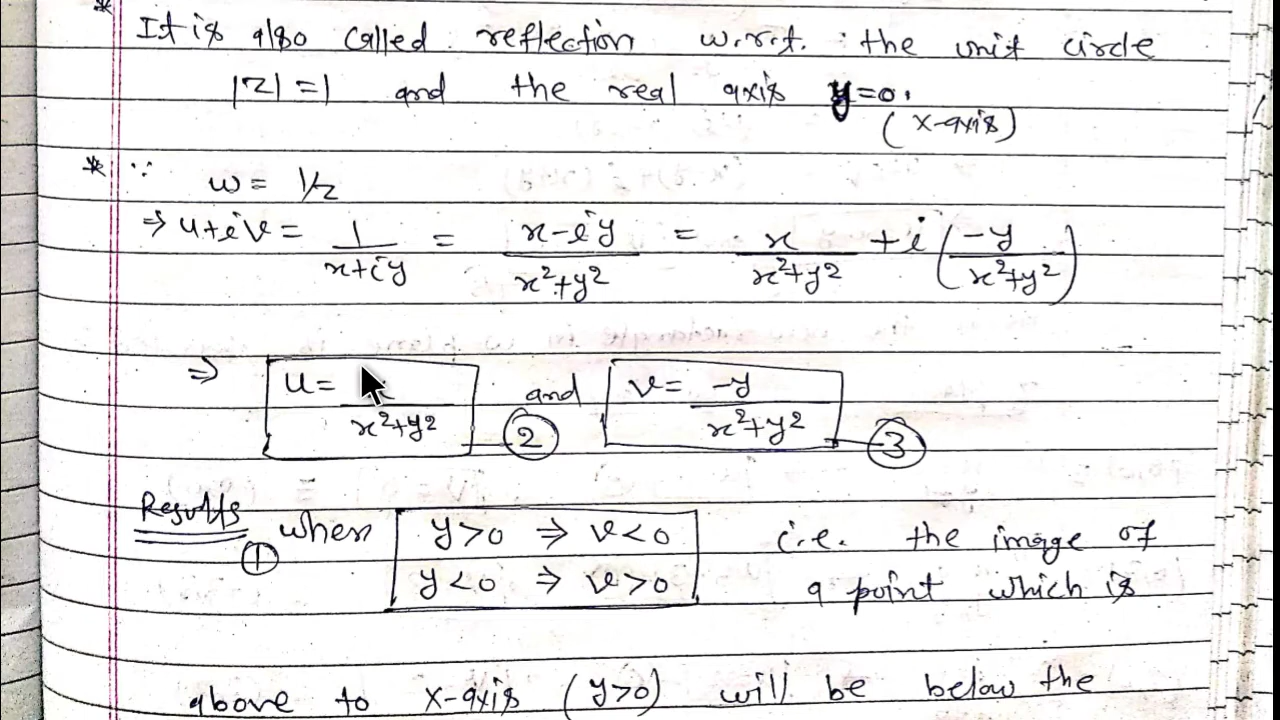 * It is also called reflection w.r.t. the unit circle
|z| = 1 and the real axis y=0.
(x-axis)
* ∵ w = 1/z
⇒ u+iv = 1/(x+iy) = (x-iy)/(x²+y²) = x/(x²+y²) + i(-y/(x²+y²))
⇒ u = x/(x²+y²) — ② and v = -y/(x²+y²) — ③
Results
① when y>0 ⇒ v<0 i.e. the image of
y<0 ⇒ v>0 a point which is
above to x-axis (y>0) will be below the